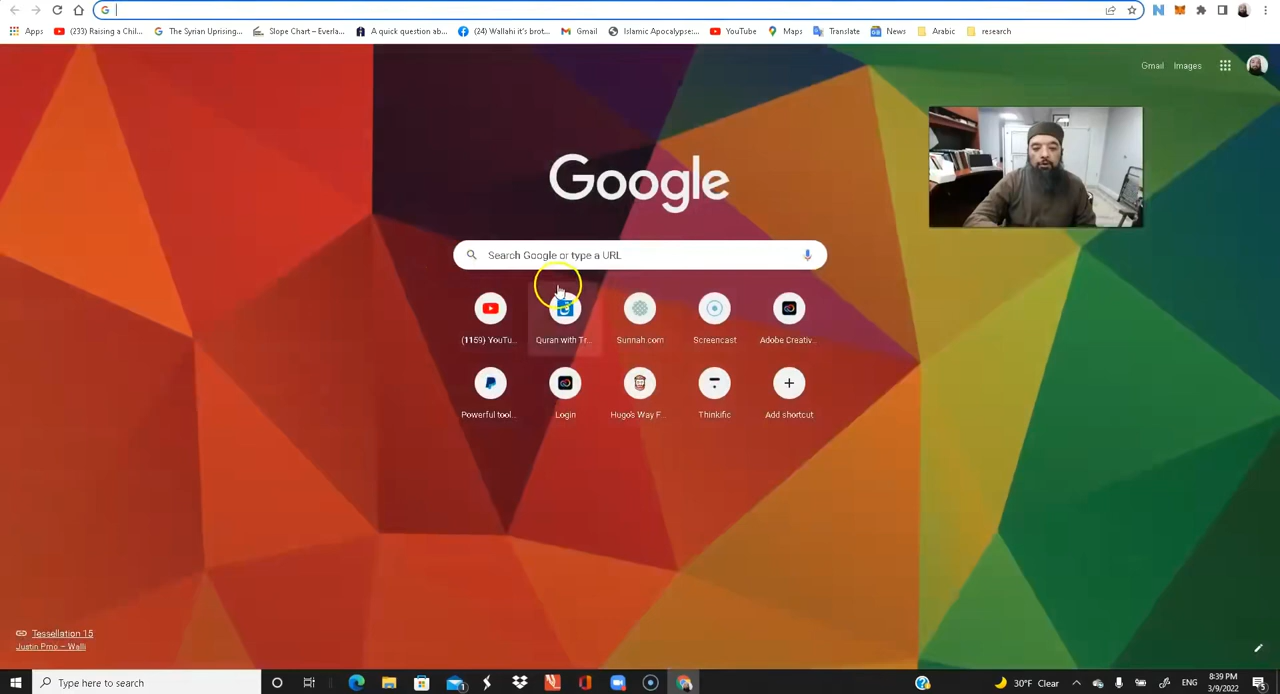 Apps
(233) Raising a Chil...
The Syrian Uprising...
Slope Chart – Everla...
A quick question ab...
(24) Wallahi it's brot...
Gmail
Islamic Apocalypse:...
YouTube
Maps
Translate
News
Arabic
research
Gmail
Images
Google
Search Google or type a URL
(1159) YouTu...
Quran with Tr...
Sunnah.com
Screencast
Adobe Creativ...
Powerful tool...
Login
Hugo's Way F...
Thinkific
Add shortcut
Tessellation 15
Type here to search
30°F Clear
ENG
8:39 PM
3/9/2022